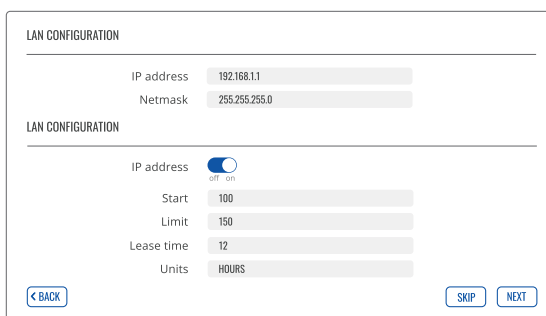 LAN CONFIGURATION
IP address 192.168.1.1
Netmask 255.255.255.0
LAN CONFIGURATION
IP address
off on
Start 100
Limit 150
Lease time 12
Units HOURS
< BACK SKIP NEXT